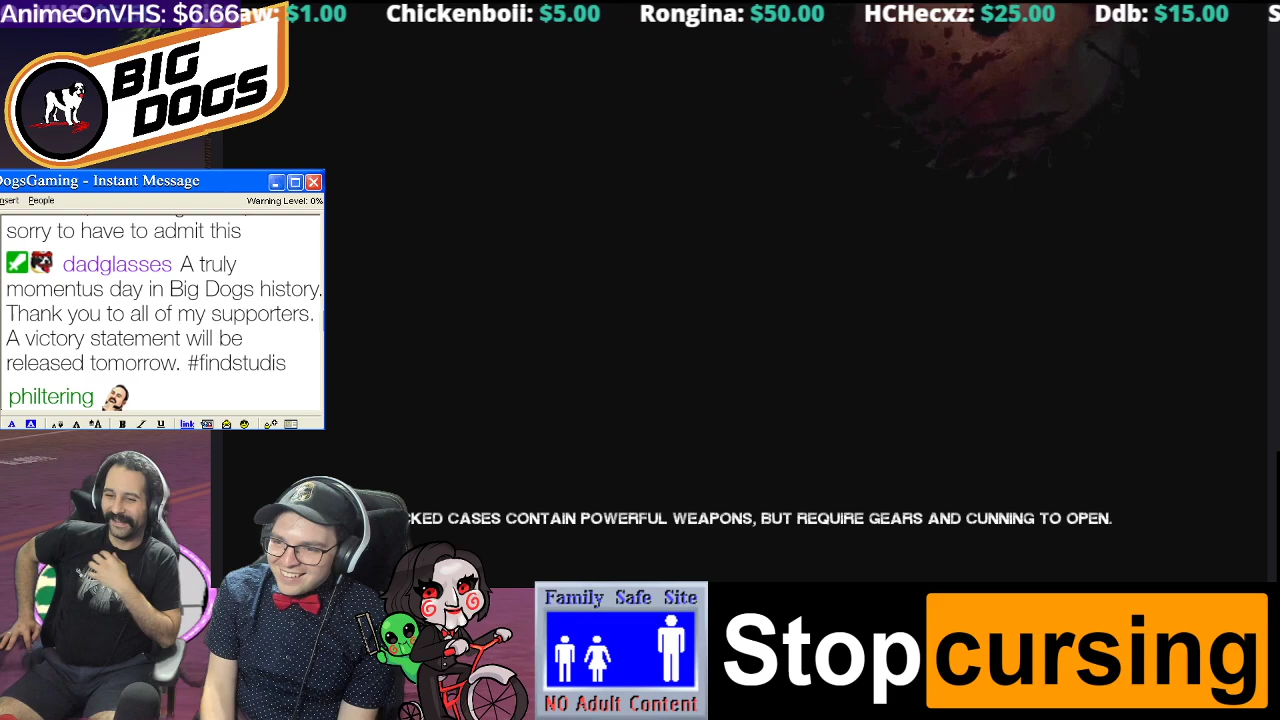 AnimeOnVHS: $6.66 aw: $1.00 Chickenboii: $5.00 Rongina: $50.00 HCHecxz: $25.00 Ddb: $15.00 S
BIG
DOGS
DogsGaming - Instant Message
nsert People Warning Level: 0%
sorry to have to admit this
dadglasses A truly
momentus day in Big Dogs history.
Thank you to all of my supporters.
A victory statement will be
released tomorrow. #findstudis
philtering
A A A A A B I U link
CKED CASES CONTAIN POWERFUL WEAPONS, BUT REQUIRE GEARS AND CUNNING TO OPEN.
Family Safe Site
NO Adult Content
Stop cursing